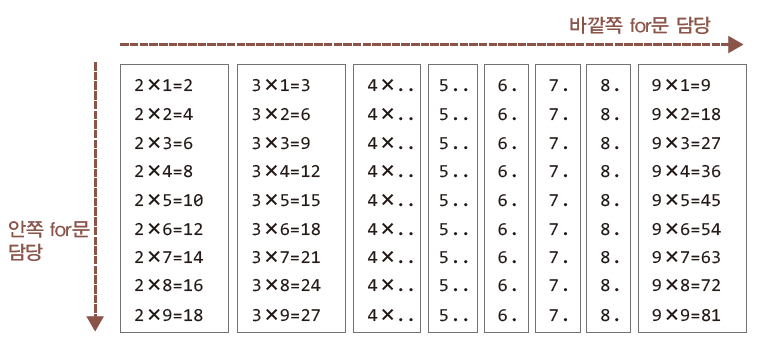 바깥쪽 for문 담당
2×1=2 3×1=3 4×.. 5.. 6. 7. 8. 9×1=9
2×2=4 3×2=6 4×.. 5.. 6. 7. 8. 9×2=18
2×3=6 3×3=9 4×.. 5.. 6. 7. 8. 9×3=27
2×4=8 3×4=12 4×.. 5.. 6. 7. 8. 9×4=36
2×5=10 3×5=15 4×.. 5.. 6. 7. 8. 9×5=45
안쪽 for문
담당
2×6=12 3×6=18 4×.. 5.. 6. 7. 8. 9×6=54
2×7=14 3×7=21 4×.. 5.. 6. 7. 8. 9×7=63
2×8=16 3×8=24 4×.. 5.. 6. 7. 8. 9×8=72
2×9=18 3×9=27 4×.. 5.. 6. 7. 8. 9×9=81